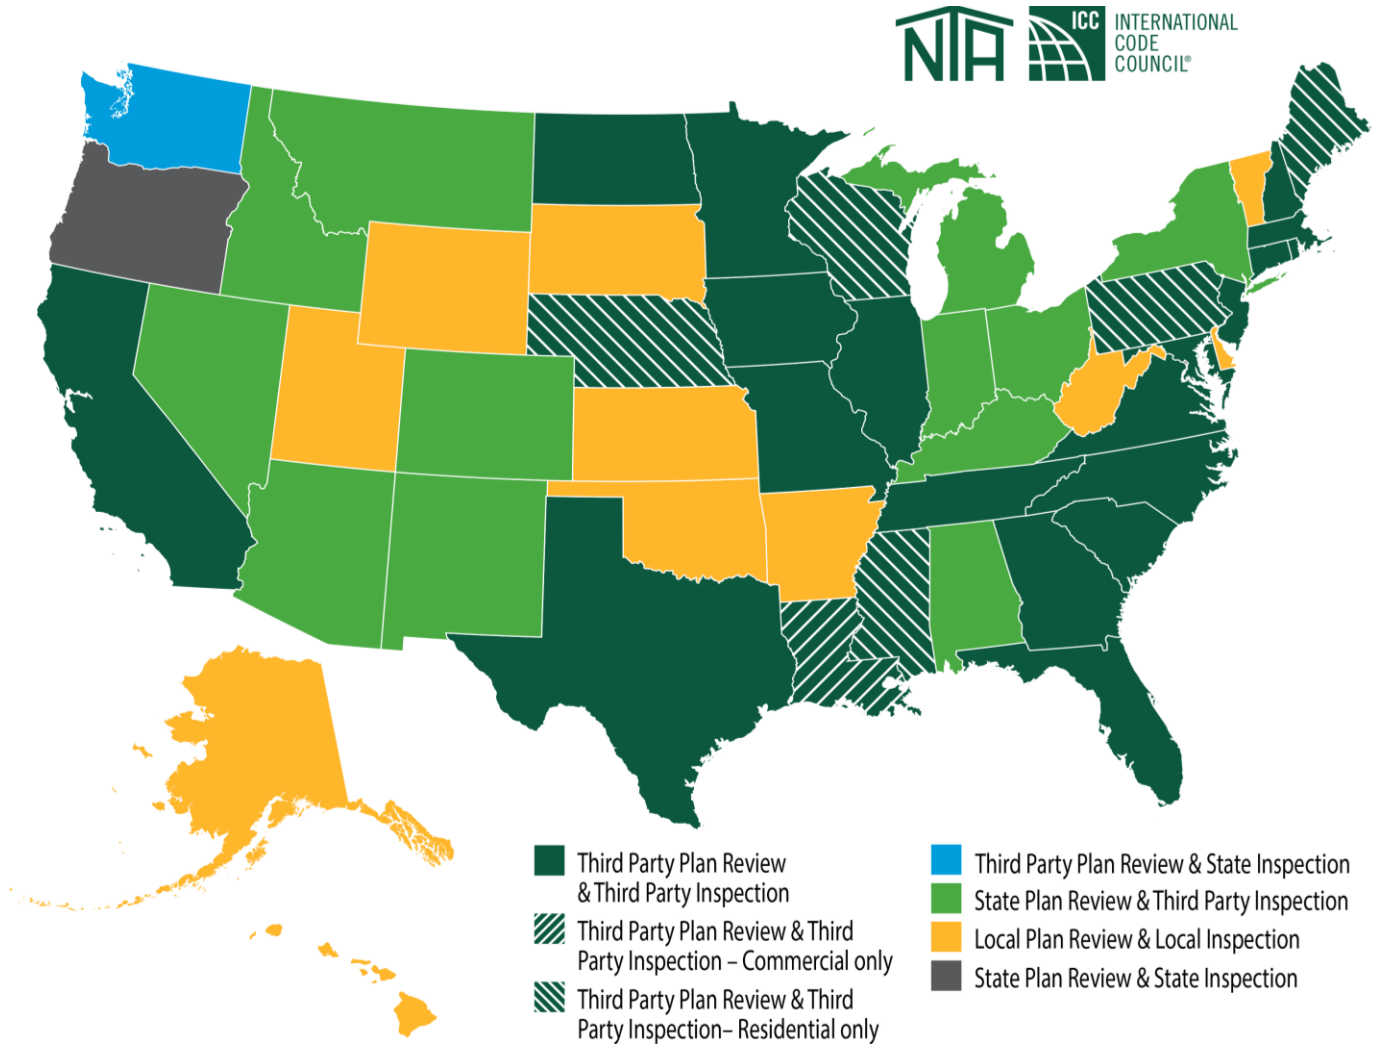 NTA
ICC
INTERNATIONAL
CODE
COUNCIL®
Third Party Plan Review
& Third Party Inspection
Third Party Plan Review & Third
Party Inspection – Commercial only
Third Party Plan Review & Third
Party Inspection– Residential only
Third Party Plan Review & State Inspection
State Plan Review & Third Party Inspection
Local Plan Review & Local Inspection
State Plan Review & State Inspection